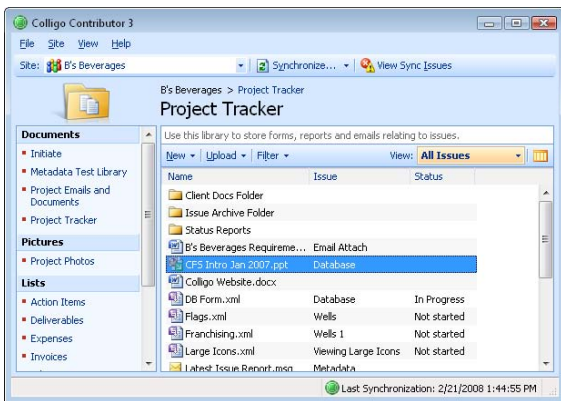 Colligo Contributor 3
File Site View Help
Site: B's Beverages Synchronize... View Sync Issues
B's Beverages > Project Tracker
Project Tracker
Documents
Initiate
Metadata Test Library
Project Emails and
Documents
Project Tracker
Pictures
Project Photos
Lists
Action Items
Deliverables
Expenses
Invoices
Use this library to store forms, reports and emails relating to issues.
New Upload Filter View: All Issues
Name Issue Status
Client Docs Folder
Issue Archive Folder
Status Reports
B's Beverages Requireme... Email Attach
CFS Intro Jan 2007.ppt Database
Colligo Website.docx
DB Form.xml Database In Progress
Flags.xml Wells Not started
Franchising.xml Wells 1 Not started
Large Icons.xml Viewing Large Icons Not started
Latest Issue Report.msg Metadata
Last Synchronization: 2/21/2008 1:44:55 PM